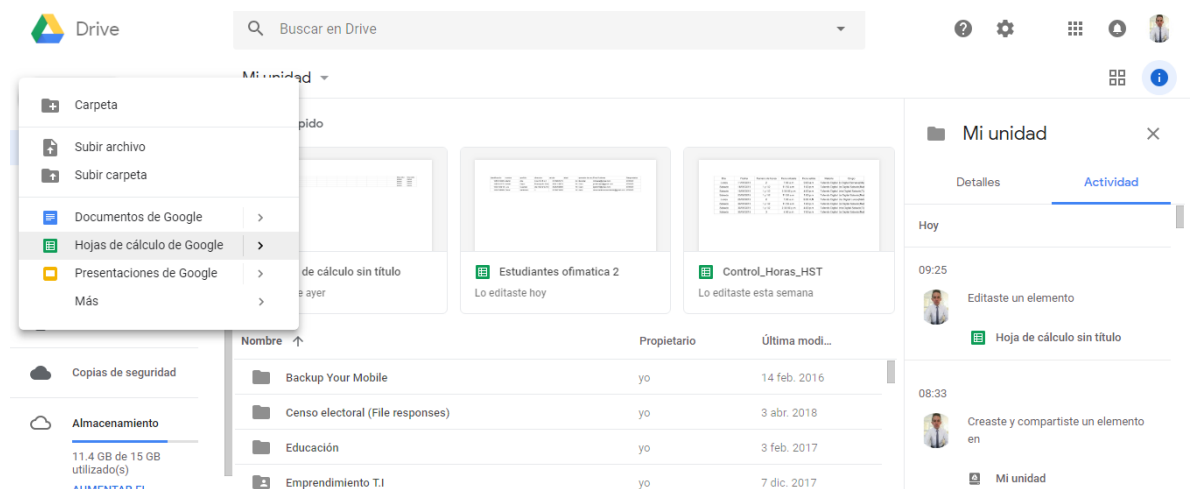 Drive
Buscar en Drive
Mi unidad
Carpeta
Subir archivo
Subir carpeta
Documentos de Google
Hojas de cálculo de Google
Presentaciones de Google
Más
Copias de seguridad
Almacenamiento
11.4 GB de 15 GB
utilizado(s)
AUMENTAR EL
de cálculo sin título
ayer
Estudiantes ofimatica 2
Lo editaste hoy
Control_Horas_HST
Lo editaste esta semana
Nombre Propietario Última modi...
Backup Your Mobile yo 14 feb. 2016
Censo electoral (File responses) yo 3 abr. 2018
Educación yo 3 feb. 2017
Emprendimiento T.I yo 7 dic. 2017
Mi unidad
Detalles Actividad
Hoy
09:25
Editaste un elemento
Hoja de cálculo sin título
08:33
Creaste y compartiste un elemento
en
Mi unidad